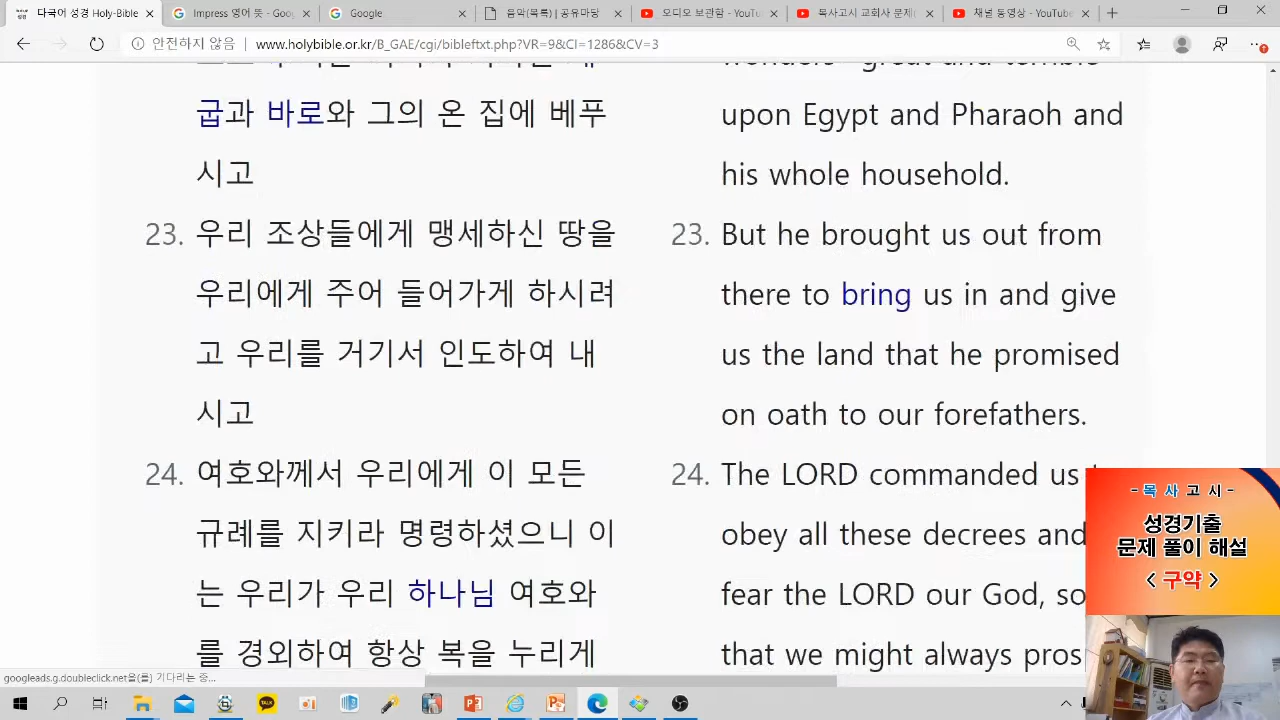 다국어 성경 Holy-Bible
Impress 영어 뜻 - Goo
Google
음악(목록) | 공유마당
오디오 보관함 - YouTu
목사고시 교회사 문제(
채널 동영상 - YouTube
안전하지 않음
www.holybible.or.kr/B_GAE/cgi/bibleftxt.php?VR=9&CI=1286&CV=3
굽과 바로와 그의 온 집에 베푸
시고
23. 우리 조상들에게 맹세하신 땅을
우리에게 주어 들어가게 하시려
고 우리를 거기서 인도하여 내
시고
24. 여호와께서 우리에게 이 모든
규례를 지키라 명령하셨으니 이
는 우리가 우리 하나님 여호와
를 경외하여 항상 복을 누리게
wonders--great and terrible--
upon Egypt and Pharaoh and
his whole household.
23. But he brought us out from
there to bring us in and give
us the land that he promised
on oath to our forefathers.
24. The LORD commanded us
obey all these decrees and
fear the LORD our God, so
that we might always pros
- 목 사 고 시 -
성경기출
문제 풀이 해설
< 구약 >
googleads.g.doubleclick.net을(를) 기다리는 중...